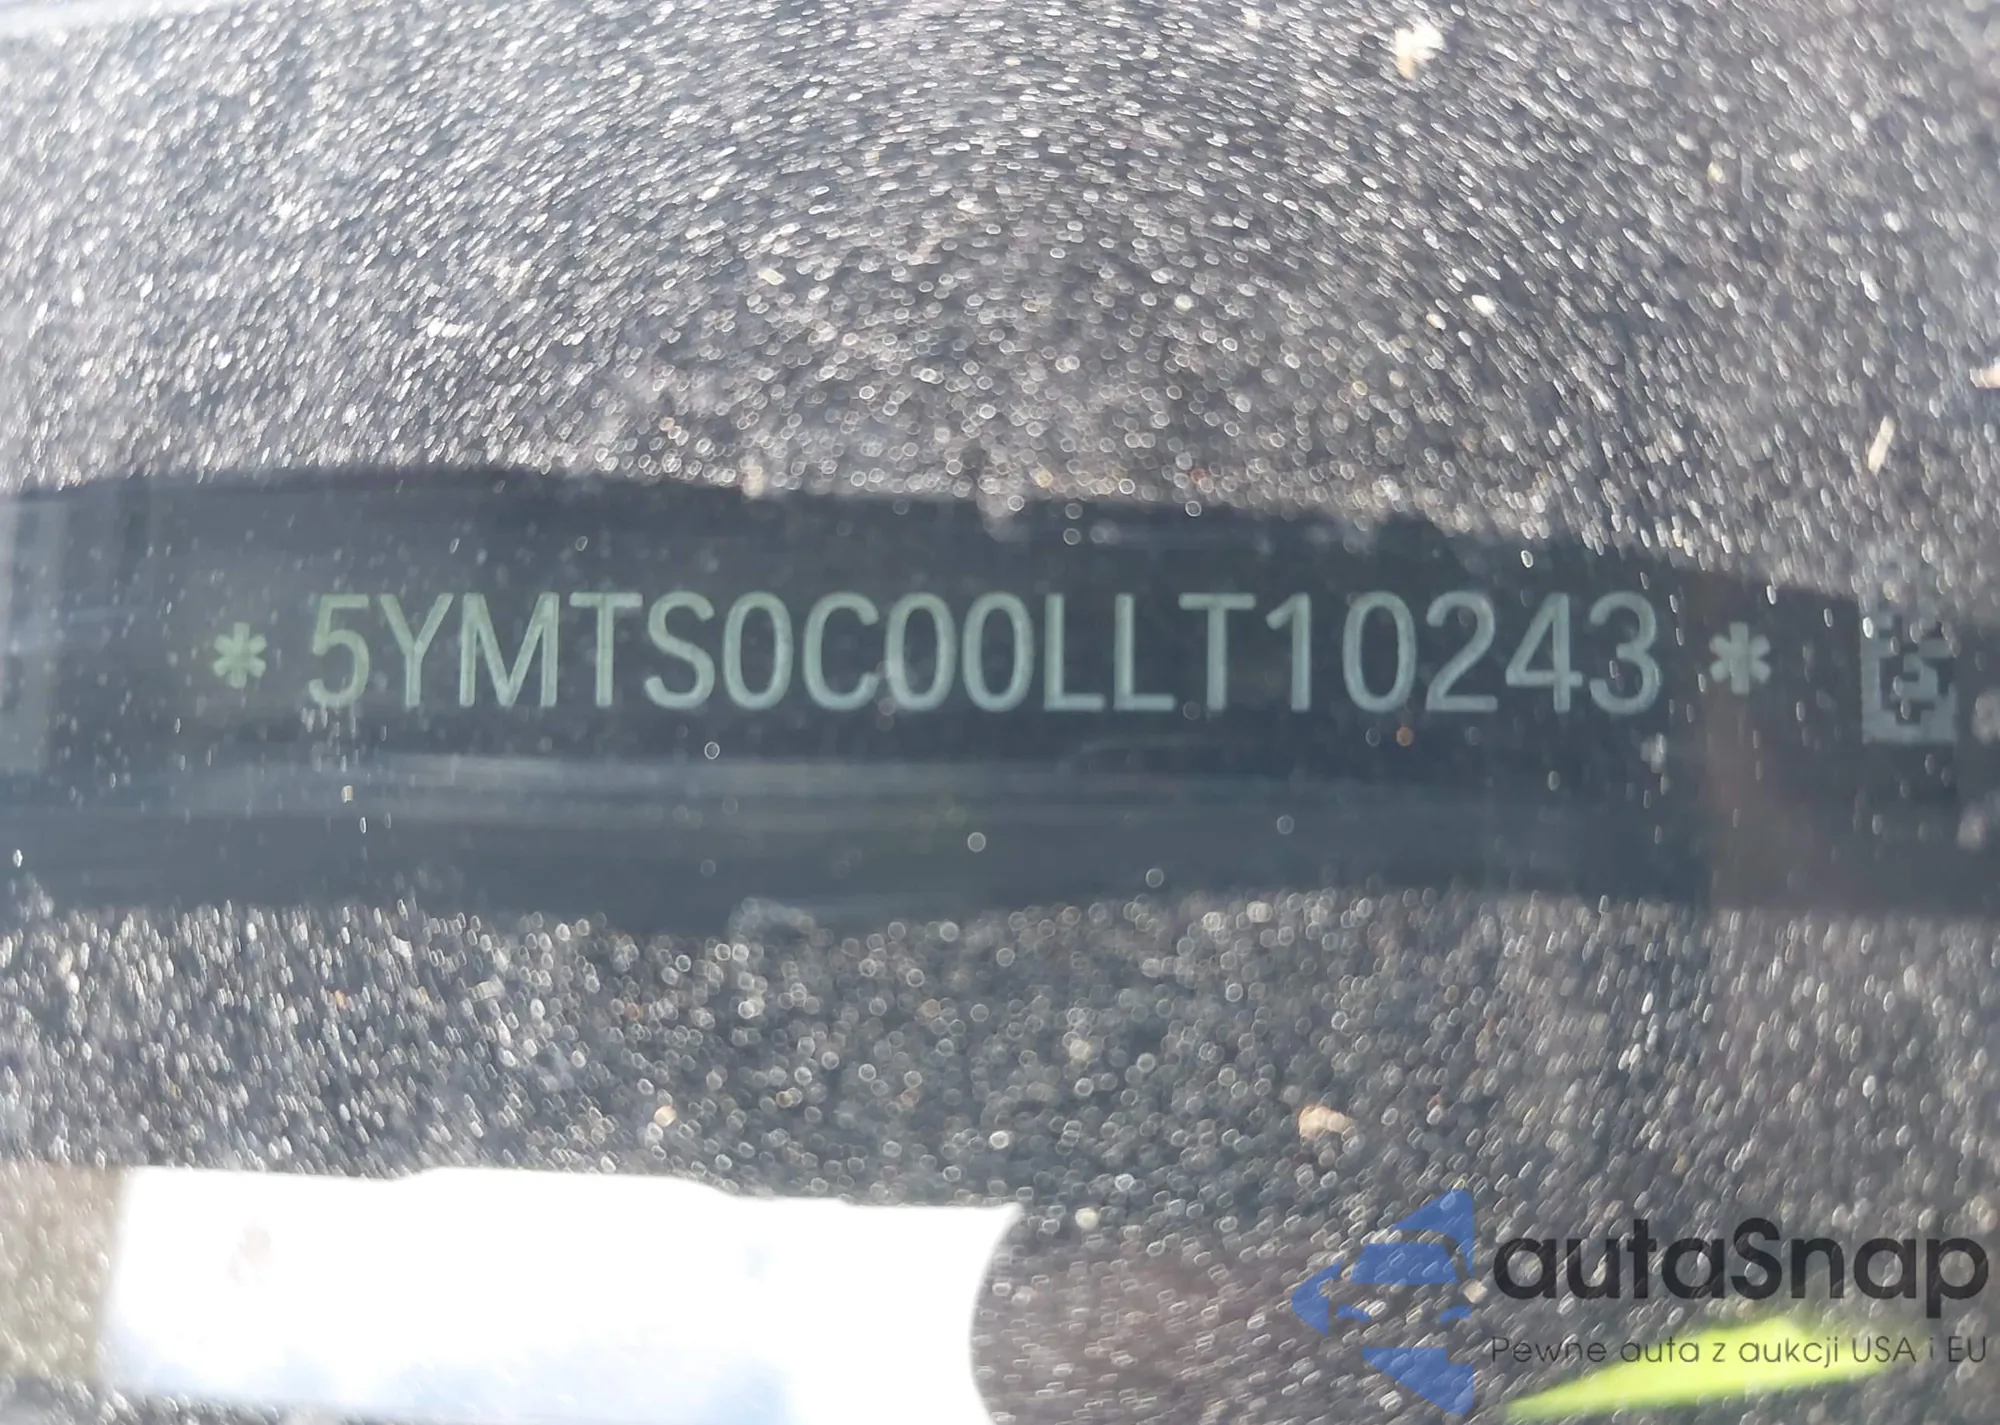 *5YMTS0C00LLT10243*
autaSnap
Pewne auta z aukcji USA i EU